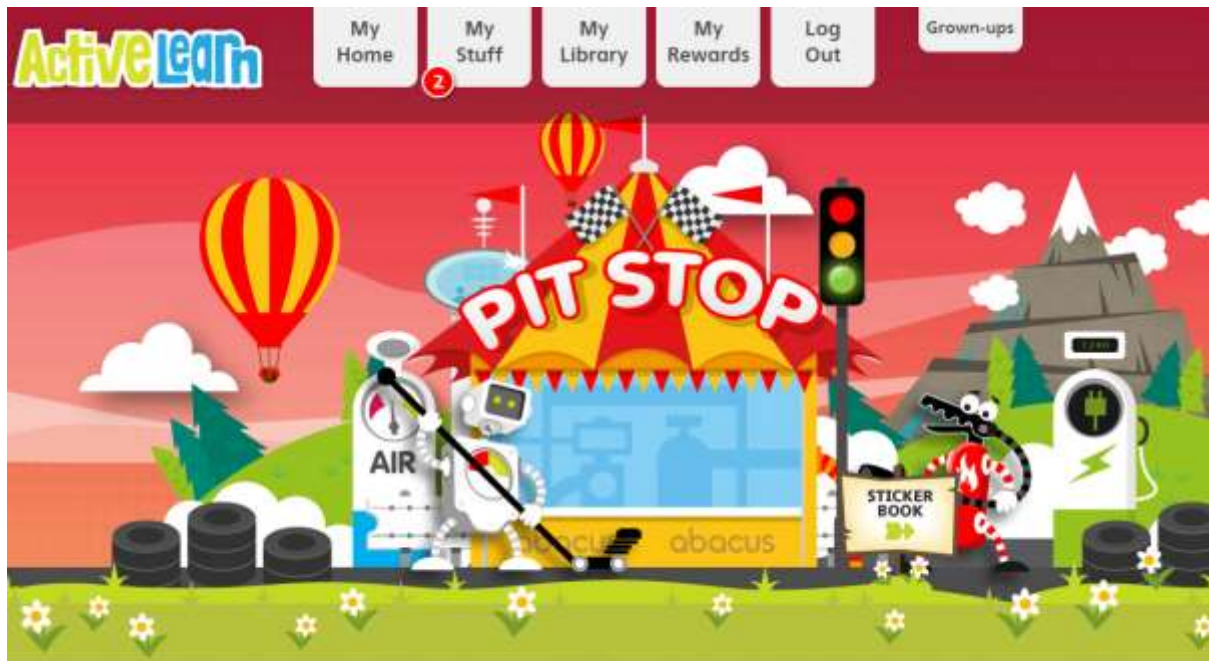 ActiveLearn
My Home
My Stuff
2
My Library
My Rewards
Log Out
Grown-ups
PIT STOP
AIR
STICKER
BOOK
abacus
abacus